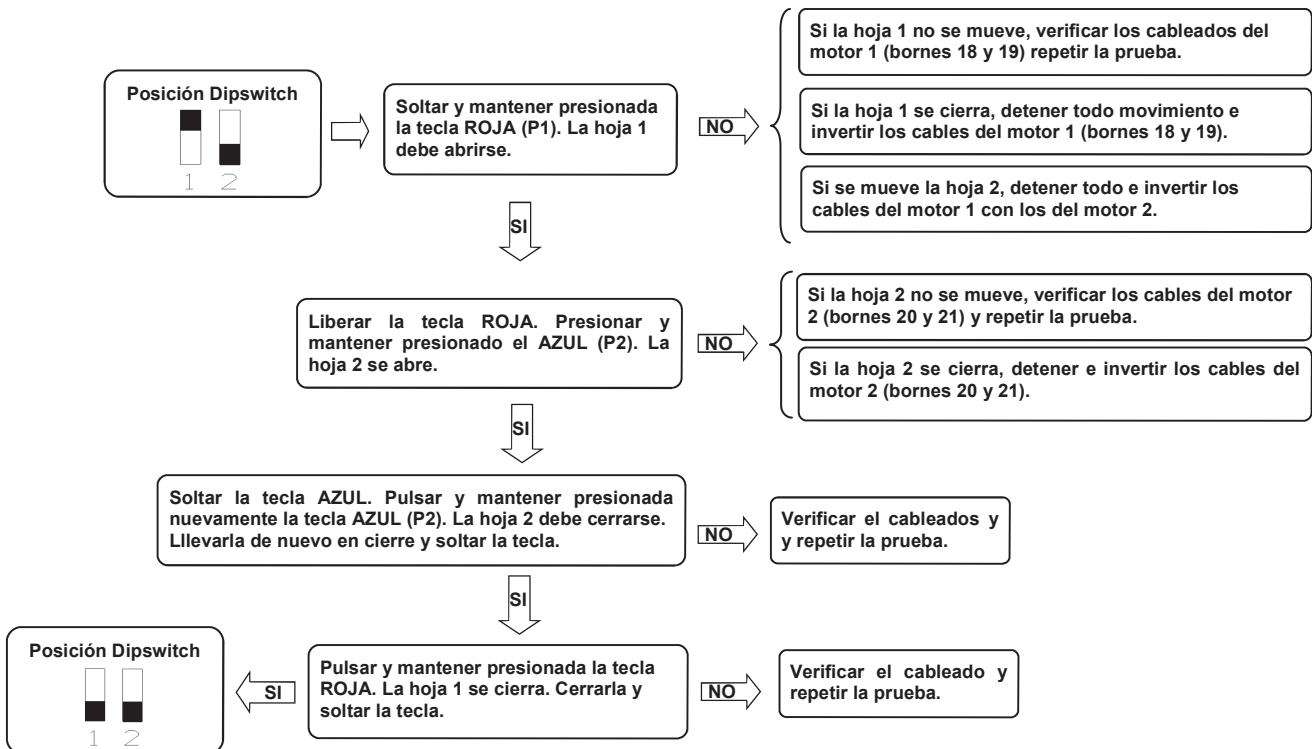 Posición Dipswitch
1 2
Soltar y mantener presionada
la tecla ROJA (P1). La hoja 1
debe abrirse.
NO
Si la hoja 1 no se mueve, verificar los cableados del
motor 1 (bornes 18 y 19) repetir la prueba.
Si la hoja 1 se cierra, detener todo movimiento e
invertir los cables del motor 1 (bornes 18 y 19).
Si se mueve la hoja 2, detener todo e invertir los
cables del motor 1 con los del motor 2.
SI
Liberar la tecla ROJA. Presionar y
mantener presionado el AZUL (P2). La
hoja 2 se abre.
NO
Si la hoja 2 no se mueve, verificar los cables del motor
2 (bornes 20 y 21) y repetir la prueba.
Si la hoja 2 se cierra, detener e invertir los cables del
motor 2 (bornes 20 y 21).
SI
Soltar la tecla AZUL. Pulsar y mantener presionada
nuevamente la tecla AZUL (P2). La hoja 2 debe cerrarse.
Lllevarla de nuevo en cierre y soltar la tecla.
NO
Verificar el cableados y
y repetir la prueba.
SI
Pulsar y mantener presionada la tecla
ROJA. La hoja 1 se cierra. Cerrarla y
soltar la tecla.
NO
Verificar el cableado y
repetir la prueba.
SI
Posición Dipswitch
1 2